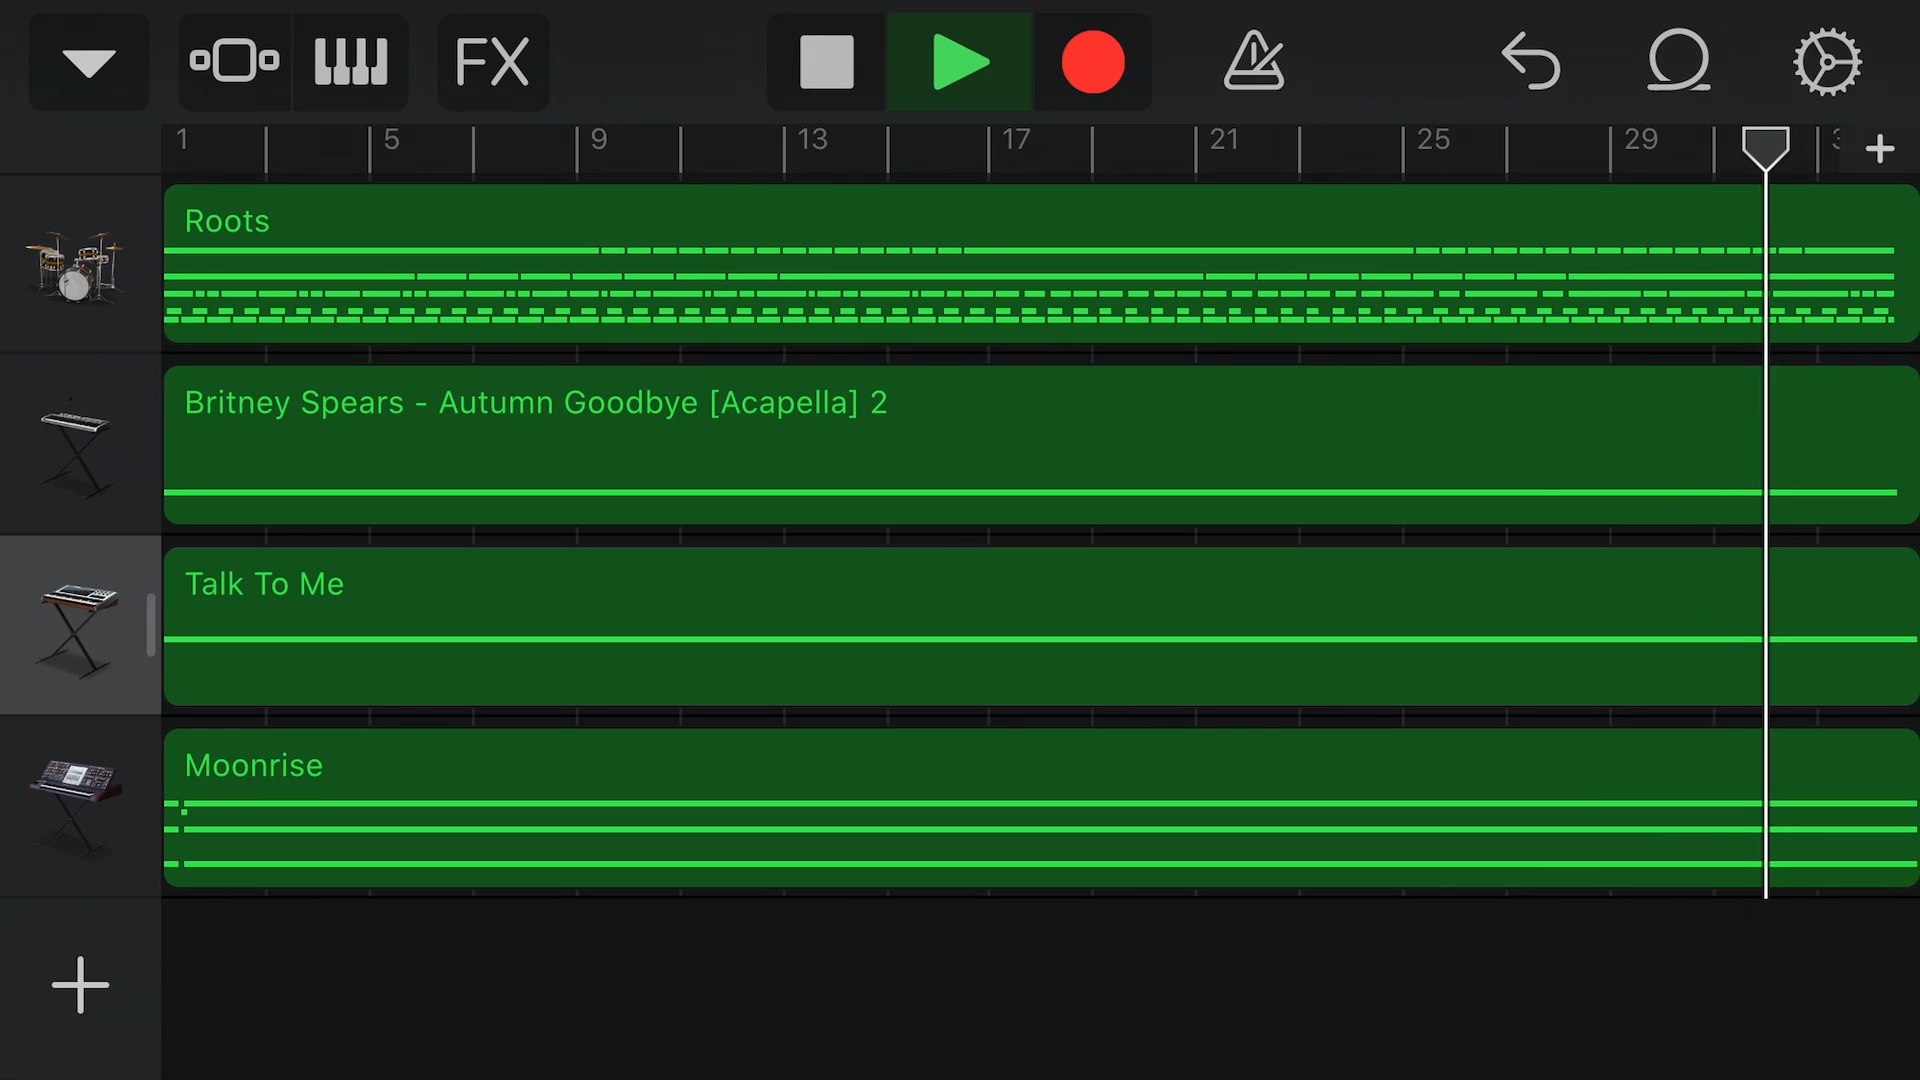 FX
1 5 9 13 17 21 25 29
Roots
Britney Spears - Autumn Goodbye [Acapella] 2
Talk To Me
Moonrise